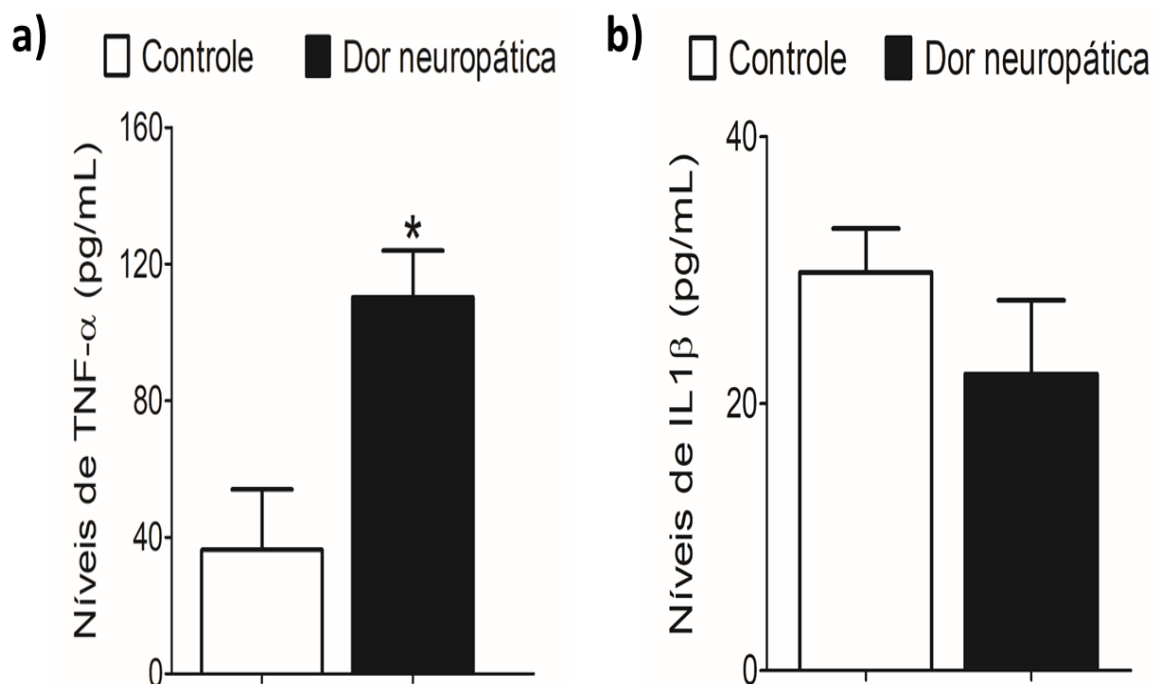 a)
Controle
Dor neuropática
Níveis de TNF-α (pg/mL)
160
120
80
40
0
*
b)
Controle
Dor neuropática
Níveis de IL1β (pg/mL)
40
20
0